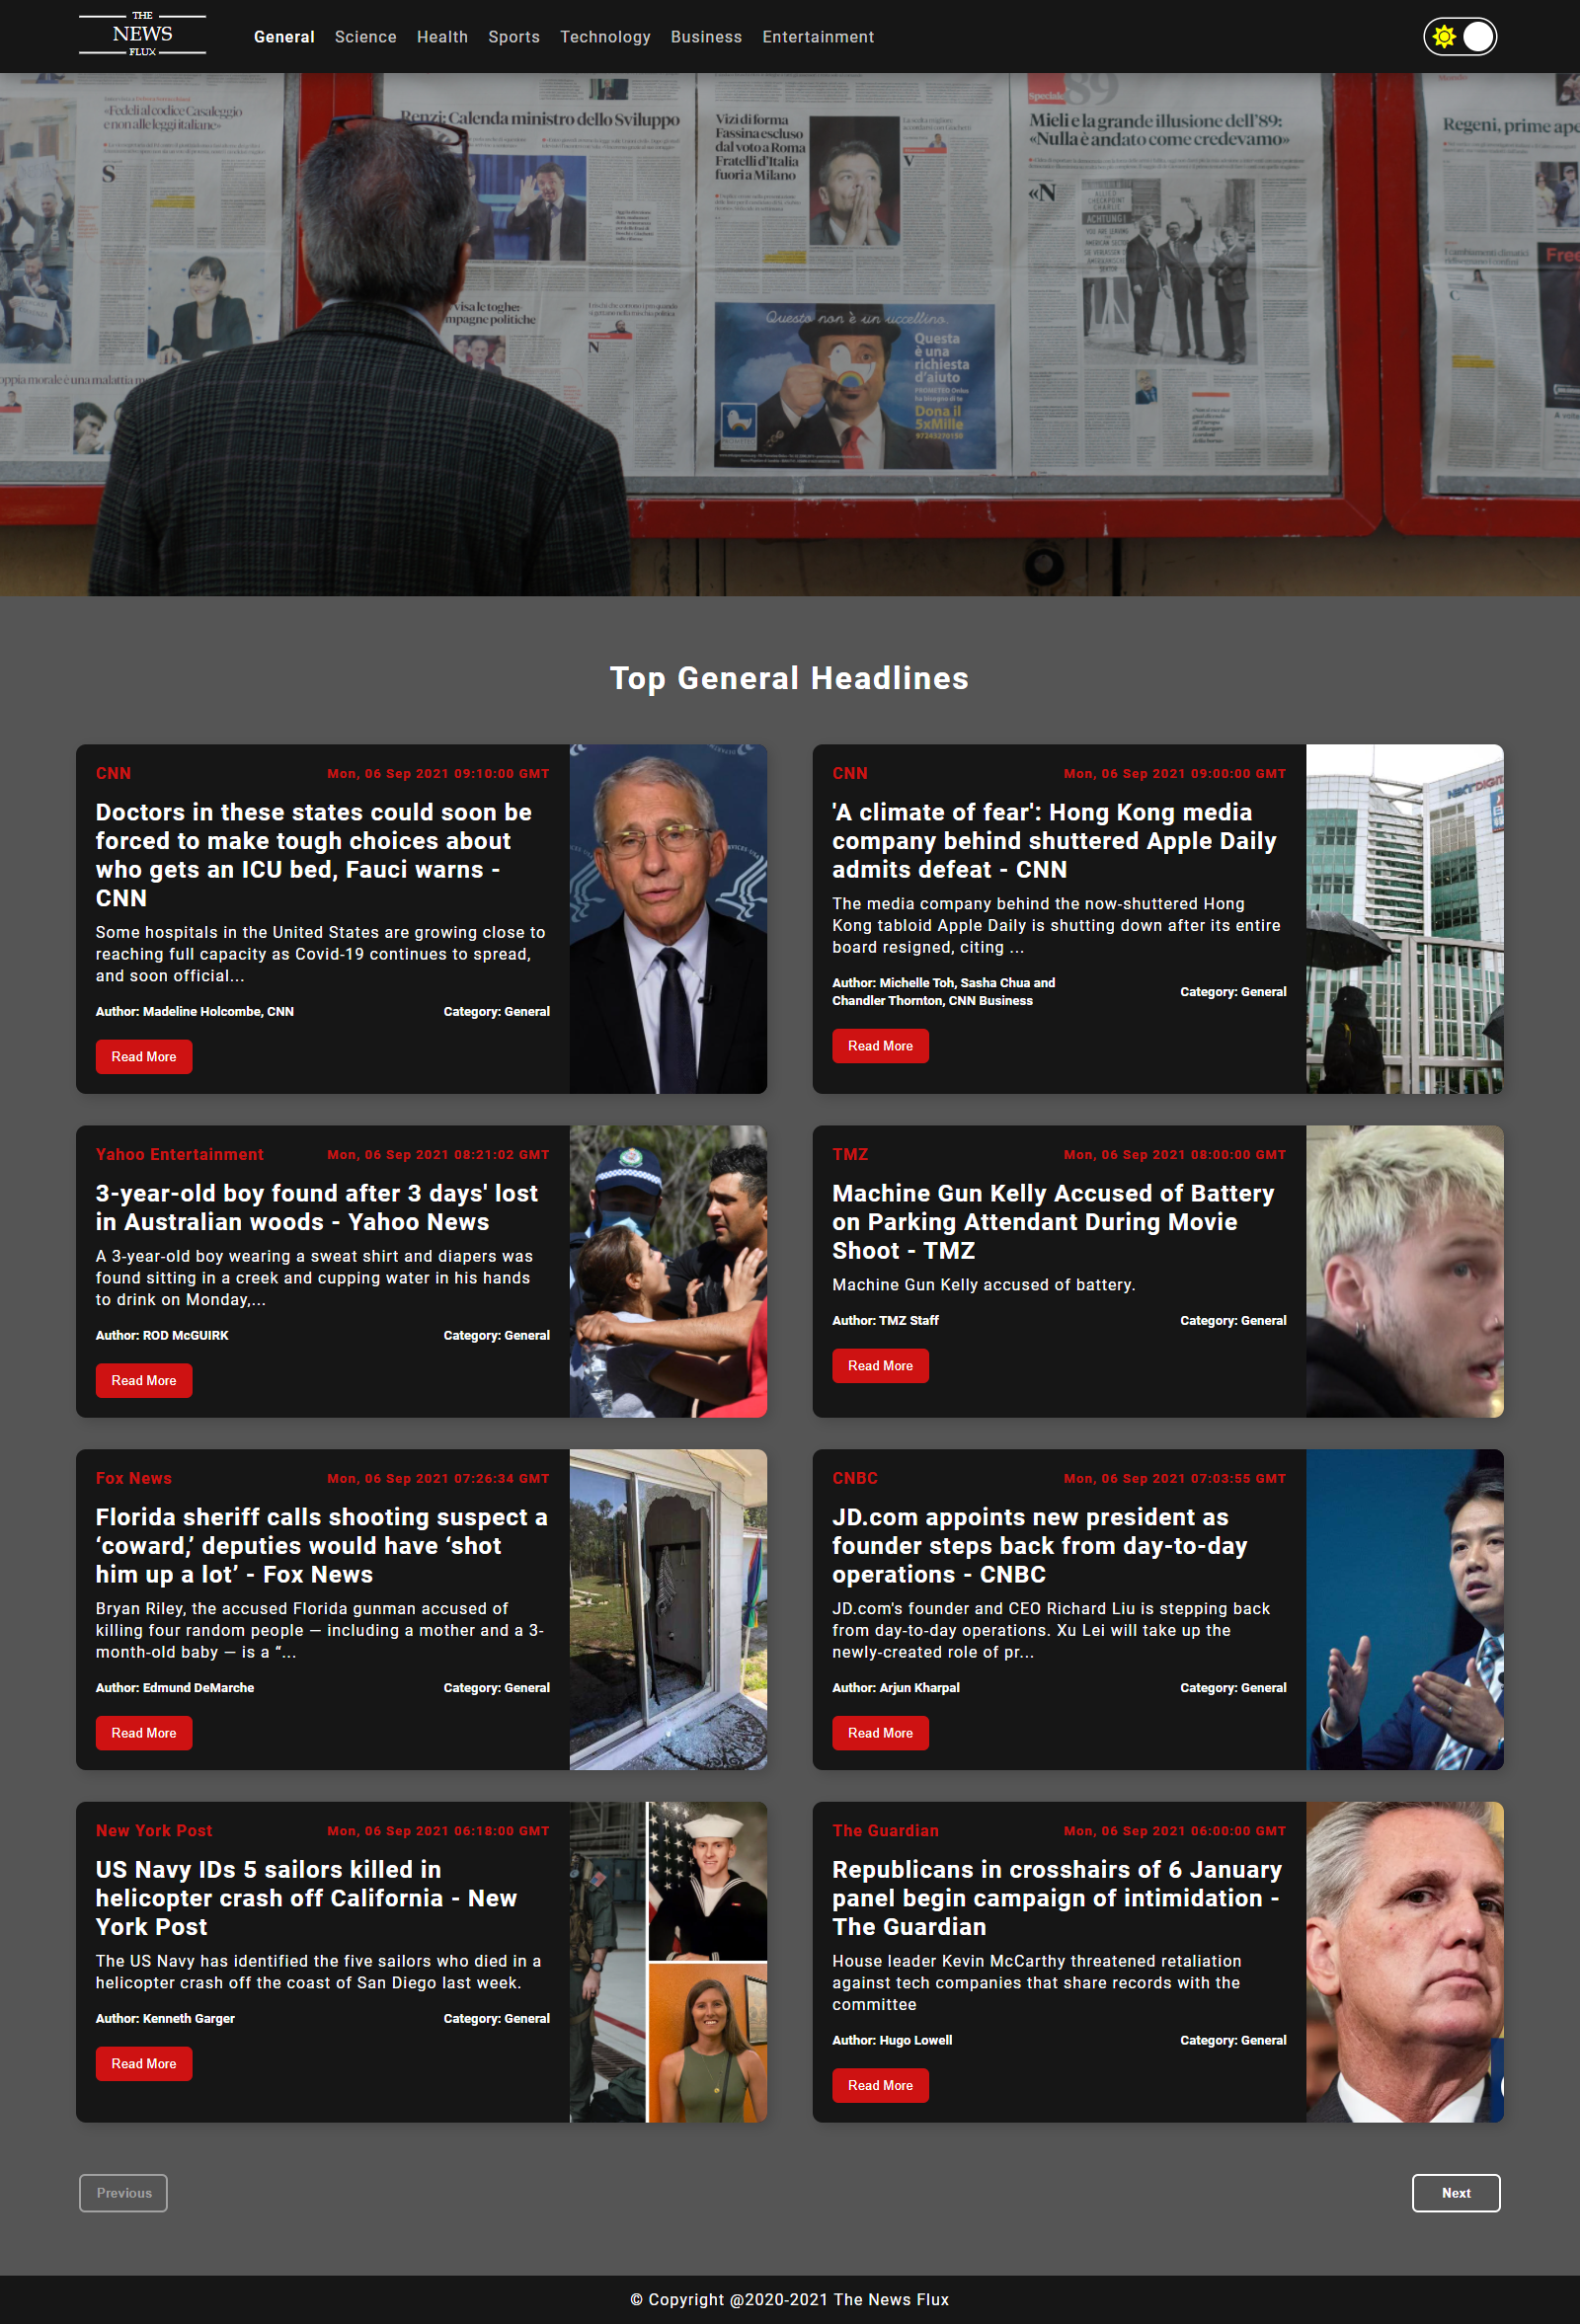 THE
NEWS
FLUX
General Science Health Sports Technology Business Entertainment
«Fedeli al codice Casaleggio
e non alle leggi italiane»
Renzi: Calenda ministro dello Sviluppo
Vizi di forma
Fassina escluso
dal voto a Roma
Fratelli d'Italia
fuori a Milano
Speciale 89
Mieli e la grande illusione dell'89:
«Nulla è andato come credevamo»
Regeni, prime
S
V
«N
ALLIED
CHECKPOINT
CHARLIE
ACHTUNG!
visa le toghe-
campagne politiche
N
C
Questo non è un uccellino.
Questa
è una
richiesta
d'aiuto
Dona il
5xMille
97243270150
oppia morale è una malattia
Free
Top General Headlines
CNN Mon, 06 Sep 2021 09:10:00 GMT
Doctors in these states could soon be
forced to make tough choices about
who gets an ICU bed, Fauci warns -
CNN
Some hospitals in the United States are growing close to
reaching full capacity as Covid-19 continues to spread,
and soon official...
Author: Madeline Holcombe, CNN Category: General
Read More
CNN Mon, 06 Sep 2021 09:00:00 GMT
'A climate of fear': Hong Kong media
company behind shuttered Apple Daily
admits defeat - CNN
The media company behind the now-shuttered Hong
Kong tabloid Apple Daily is shutting down after its entire
board resigned, citing ...
Author: Michelle Toh, Sasha Chua and
Chandler Thornton, CNN Business
Category: General
Read More
Yahoo Entertainment Mon, 06 Sep 2021 08:21:02 GMT
3-year-old boy found after 3 days' lost
in Australian woods - Yahoo News
A 3-year-old boy wearing a sweat shirt and diapers was
found sitting in a creek and cupping water in his hands
to drink on Monday,...
Author: ROD McGUIRK Category: General
Read More
TMZ Mon, 06 Sep 2021 08:00:00 GMT
Machine Gun Kelly Accused of Battery
on Parking Attendant During Movie
Shoot - TMZ
Machine Gun Kelly accused of battery.
Author: TMZ Staff Category: General
Read More
Fox News Mon, 06 Sep 2021 07:26:34 GMT
Florida sheriff calls shooting suspect a
‘coward,’ deputies would have ‘shot
him up a lot’ - Fox News
Bryan Riley, the accused Florida gunman accused of
killing four random people — including a mother and a 3-
month-old baby — is a “...
Author: Edmund DeMarche Category: General
Read More
CNBC Mon, 06 Sep 2021 07:03:55 GMT
JD.com appoints new president as
founder steps back from day-to-day
operations - CNBC
JD.com's founder and CEO Richard Liu is stepping back
from day-to-day operations. Xu Lei will take up the
newly-created role of pr...
Author: Arjun Kharpal Category: General
Read More
New York Post Mon, 06 Sep 2021 06:18:00 GMT
US Navy IDs 5 sailors killed in
helicopter crash off California - New
York Post
The US Navy has identified the five sailors who died in a
helicopter crash off the coast of San Diego last week.
Author: Kenneth Garger Category: General
Read More
The Guardian Mon, 06 Sep 2021 06:00:00 GMT
Republicans in crosshairs of 6 January
panel begin campaign of intimidation -
The Guardian
House leader Kevin McCarthy threatened retaliation
against tech companies that share records with the
committee
Author: Hugo Lowell Category: General
Read More
Previous Next
© Copyright @2020-2021 The News Flux